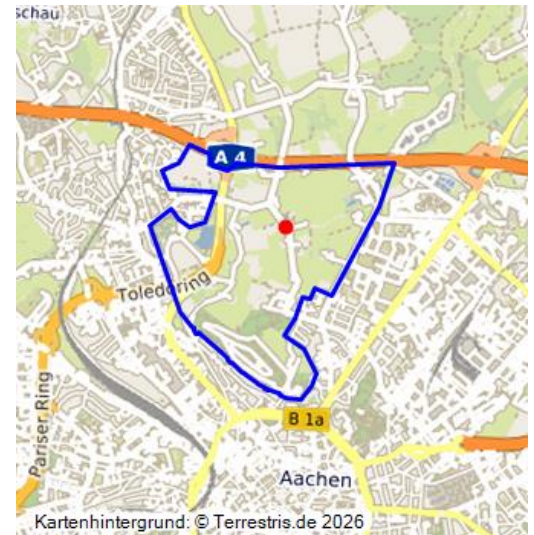 schau
A 4
Toledoring
Pariser Ring
B 1a
Aachen
Kartenhintergrund: © Terrestris.de 2026